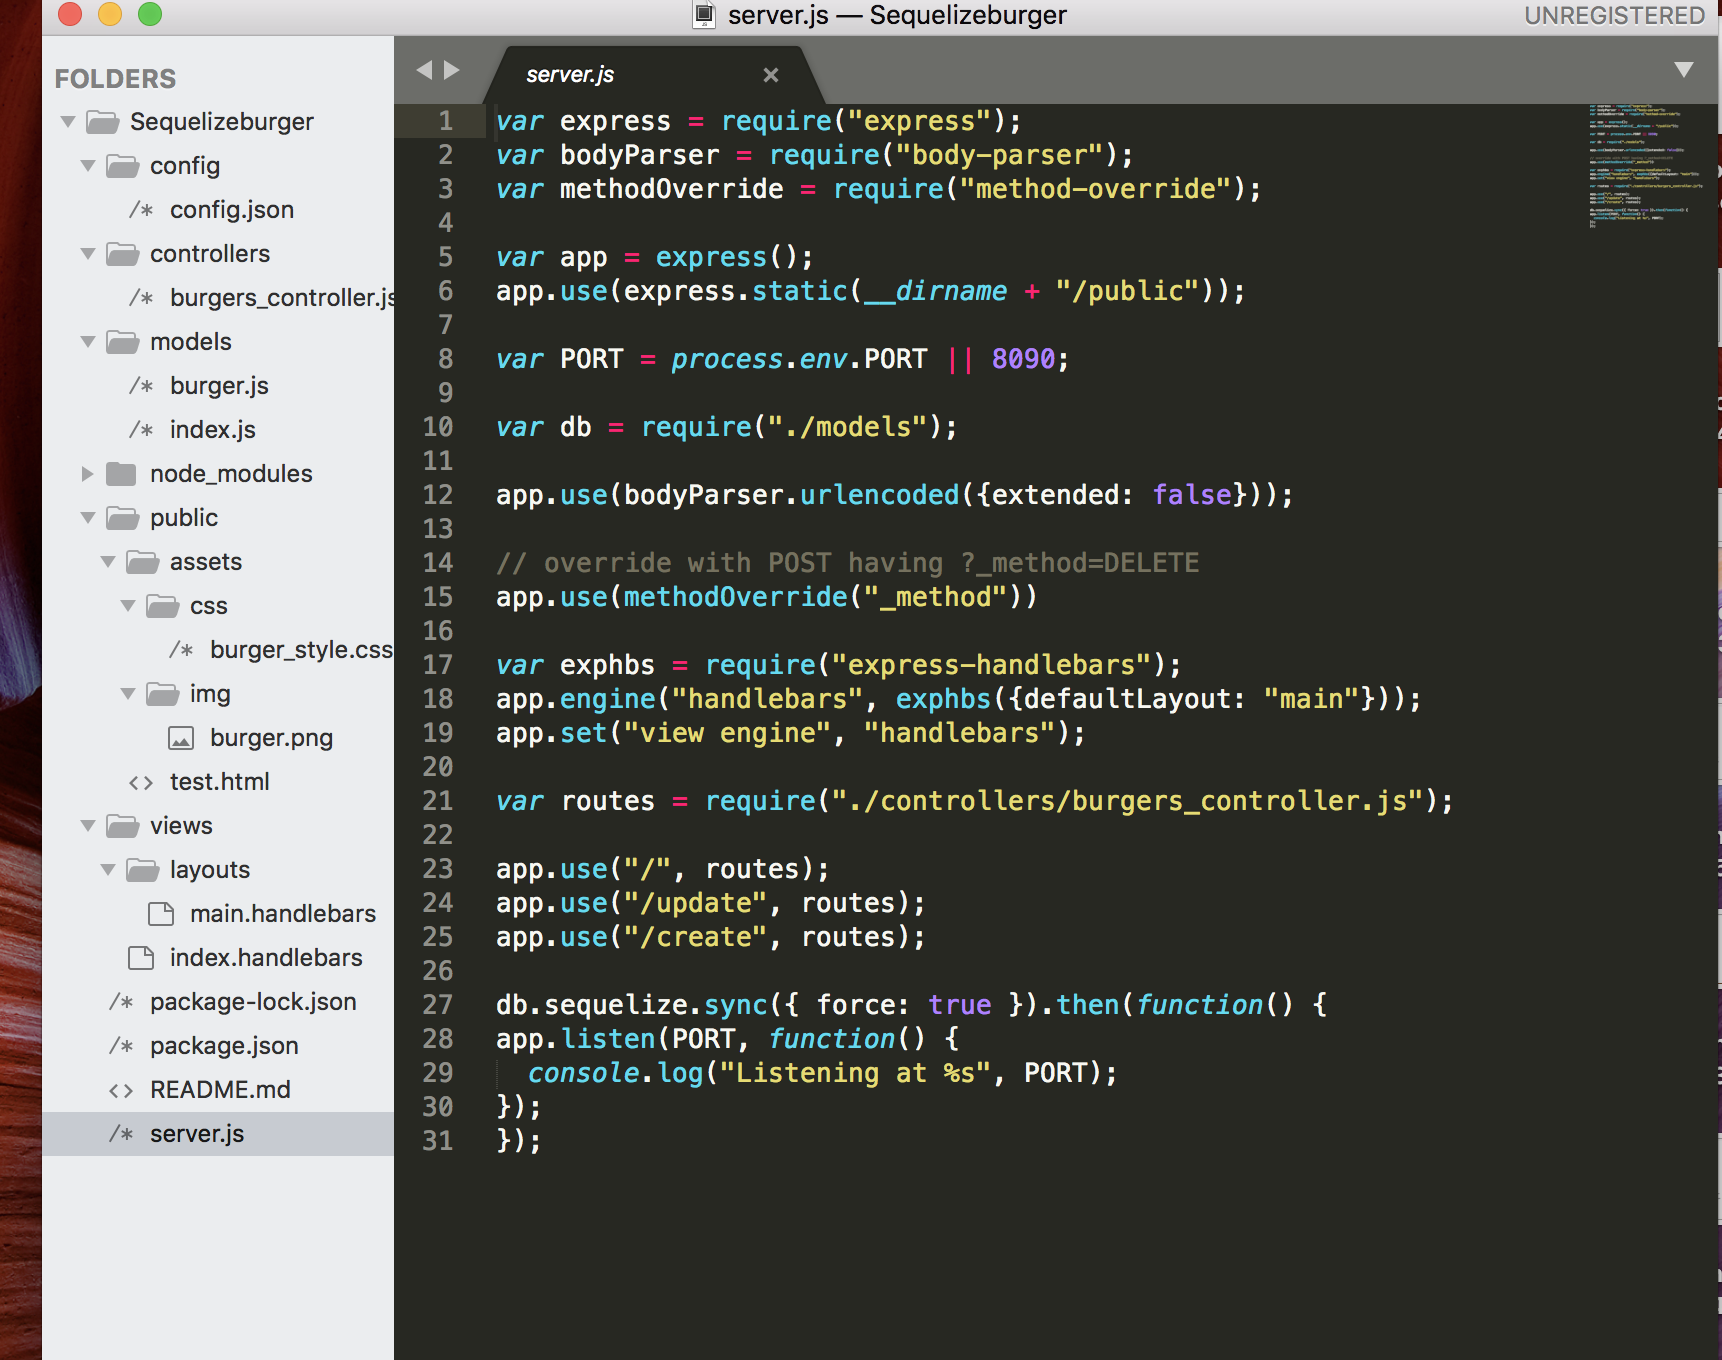 server.js — Sequelizeburger
UNREGISTERED
FOLDERS
Sequelizeburger
config
/* config.json
controllers
/* burgers_controller.js
models
/* burger.js
/* index.js
node_modules
public
assets
css
/* burger_style.css
img
burger.png
<> test.html
views
layouts
main.handlebars
index.handlebars
/* package-lock.json
/* package.json
<> README.md
/* server.js
server.js ×
1 var express = require("express");
2 var bodyParser = require("body-parser");
3 var methodOverride = require("method-override");
4
5 var app = express();
6 app.use(express.static(__dirname + "/public"));
7
8 var PORT = process.env.PORT || 8090;
9
10 var db = require("./models");
11
12 app.use(bodyParser.urlencoded({extended: false}));
13
14 // override with POST having ?_method=DELETE
15 app.use(methodOverride("_method"))
16
17 var exphbs = require("express-handlebars");
18 app.engine("handlebars", exphbs({defaultLayout: "main"}));
19 app.set("view engine", "handlebars");
20
21 var routes = require("./controllers/burgers_controller.js");
22
23 app.use("/", routes);
24 app.use("/update", routes);
25 app.use("/create", routes);
26
27 db.sequelize.sync({ force: true }).then(function() {
28 app.listen(PORT, function() {
29   console.log("Listening at %s", PORT);
30 });
31 });